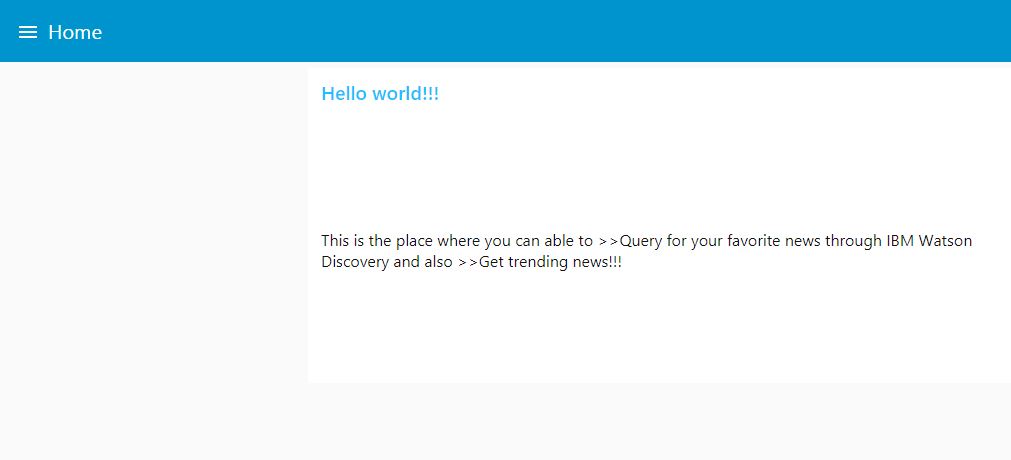 Home
Hello world!!!
This is the place where you can able to >>Query for your favorite news through IBM Watson
Discovery and also >>Get trending news!!!